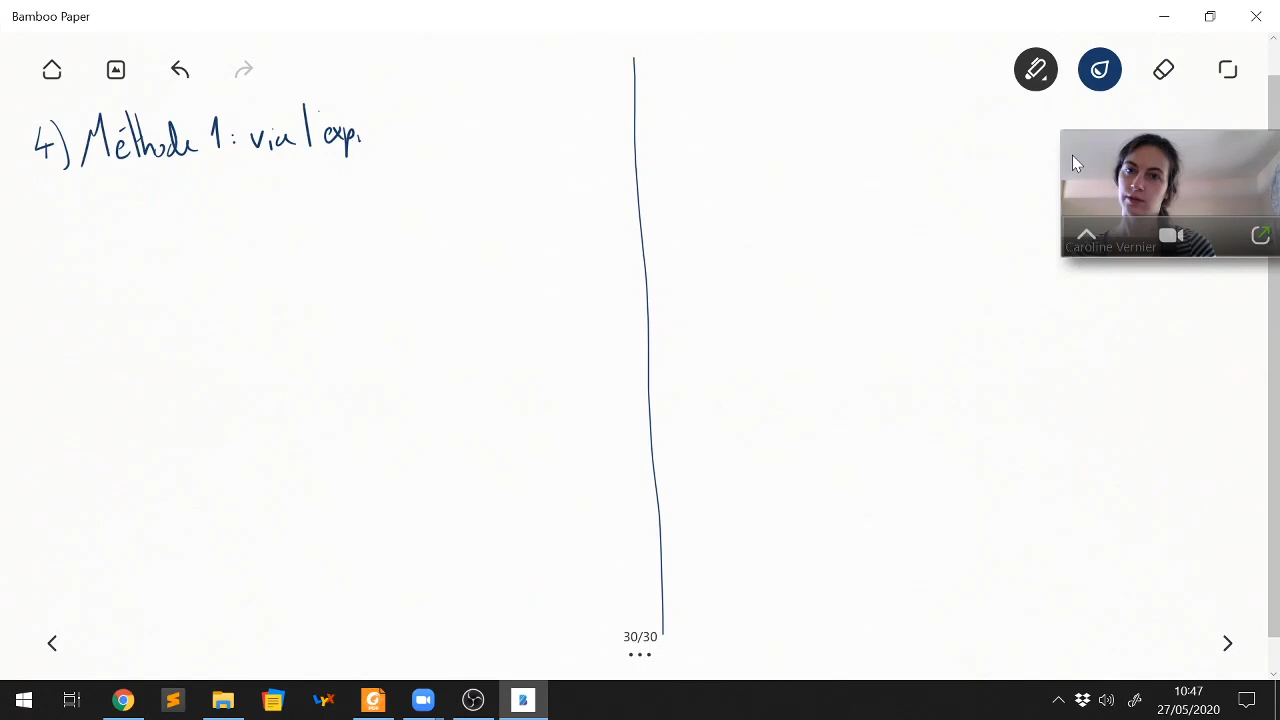 Bamboo Paper
4) Méthode 1 : via l'exp
Caroline Vernier
30/30
10:47
27/05/2020